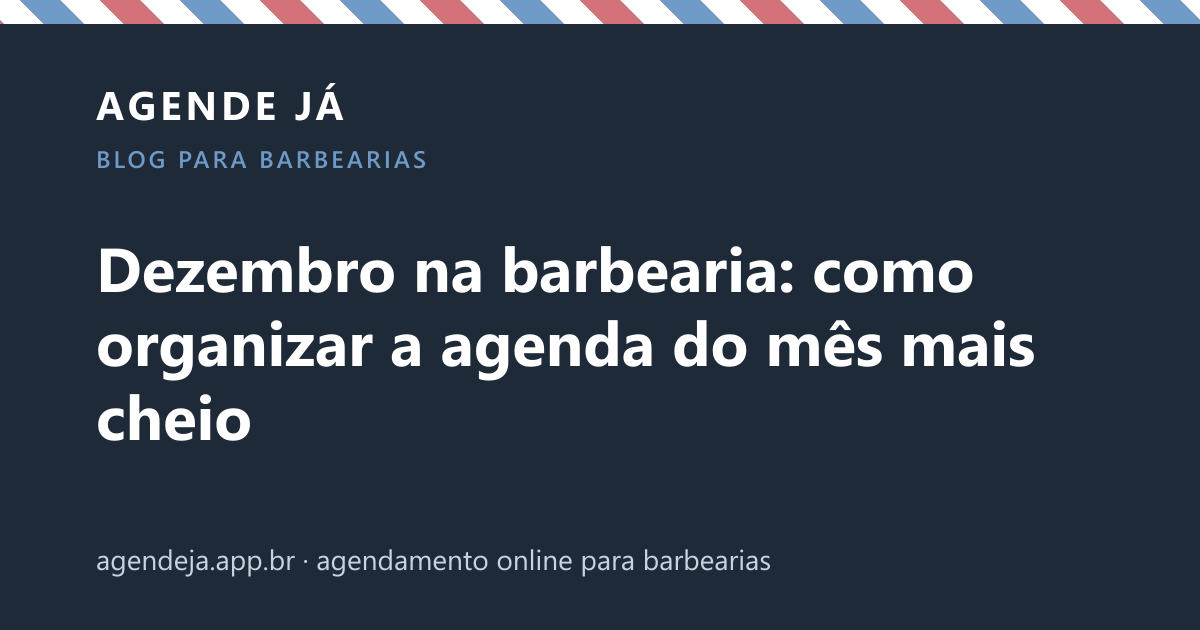 AGENDE JÁ
BLOG PARA BARBEARIAS
Dezembro na barbearia: como
organizar a agenda do mês mais
cheio
agendeja.app.br · agendamento online para barbearias